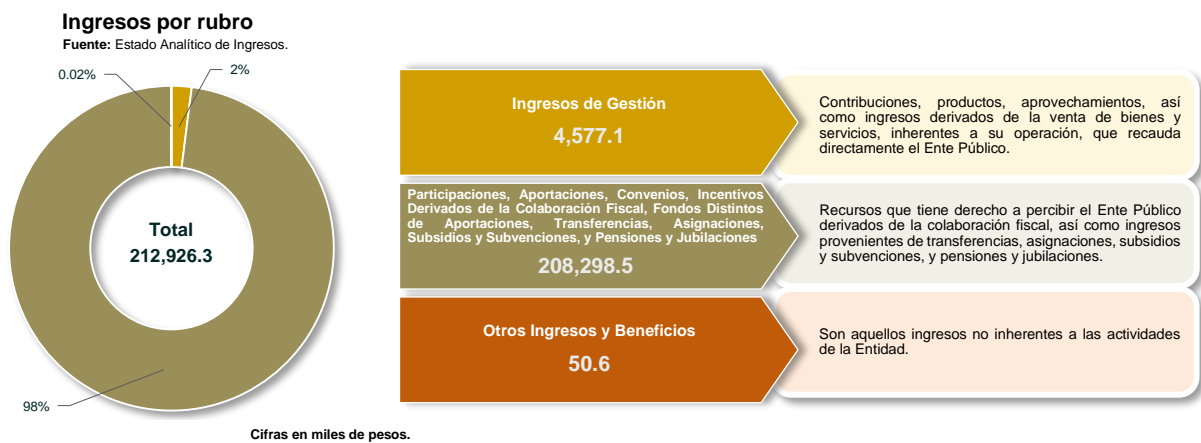 Ingresos por rubro
Fuente: Estado Analítico de Ingresos.
0.02%
2%
Total
212,926.3
98%
Ingresos de Gestión
4,577.1
Contribuciones, productos, aprovechamientos, así
como ingresos derivados de la venta de bienes y
servicios, inherentes a su operación, que recauda
directamente el Ente Público.
Participaciones, Aportaciones, Convenios, Incentivos
Derivados de la Colaboración Fiscal, Fondos Distintos
de Aportaciones, Transferencias, Asignaciones,
Subsidios y Subvenciones, y Pensiones y Jubilaciones
208,298.5
Recursos que tiene derecho a percibir el Ente Público
derivados de la colaboración fiscal, así como ingresos
provenientes de transferencias, asignaciones, subsidios
y subvenciones, y pensiones y jubilaciones.
Otros Ingresos y Beneficios
50.6
Son aquellos ingresos no inherentes a las actividades
de la Entidad.
Cifras en miles de pesos.